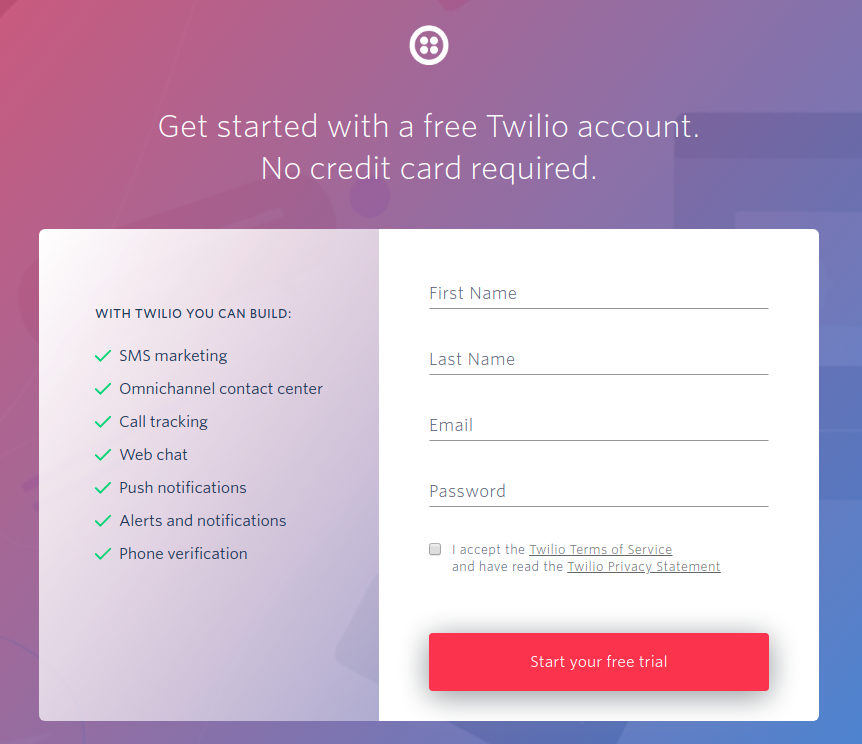 Get started with a free Twilio account.
No credit card required.
WITH TWILIO YOU CAN BUILD:
SMS marketing
Omnichannel contact center
Call tracking
Web chat
Push notifications
Alerts and notifications
Phone verification
First Name
Last Name
Email
Password
I accept the Twilio Terms of Service
and have read the Twilio Privacy Statement
Start your free trial